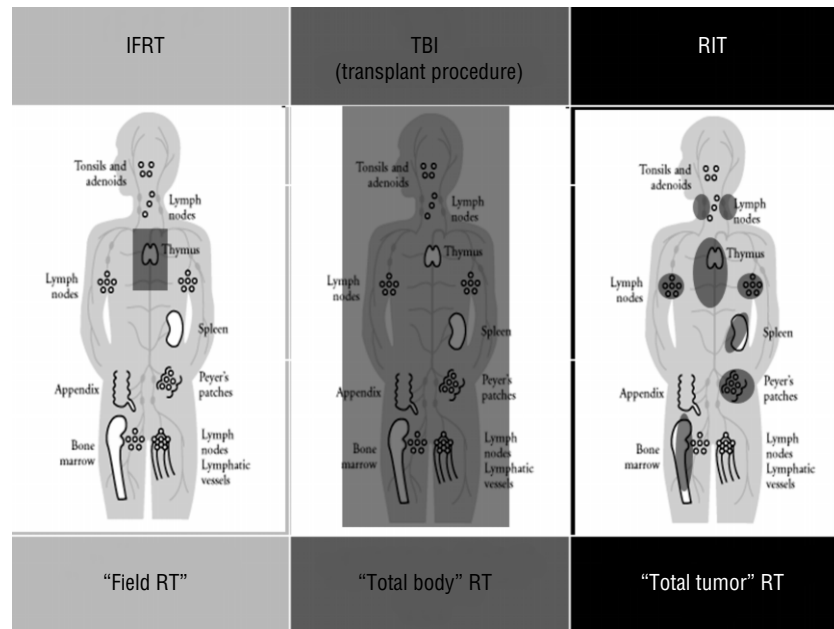 IFRT
TBI
(transplant procedure)
RIT
Tonsils and
adenoids
Lymph
nodes
Thymus
Lymph
nodes
Spleen
Appendix
Peyer's
patches
Bone
marrow
Lymph
nodes
Lymphatic
vessels
Tonsils and
adenoids
Lymph
nodes
Thymus
Lymph
nodes
Spleen
Appendix
Peyer's
patches
Bone
marrow
Lymph
nodes
Lymphatic
vessels
Tonsils and
adenoids
Lymph
nodes
Thymus
Lymph
nodes
Spleen
Appendix
Peyer's
patches
Bone
marrow
Lymph
nodes
Lymphatic
vessels
“Field RT”
“Total body” RT
“Total tumor” RT